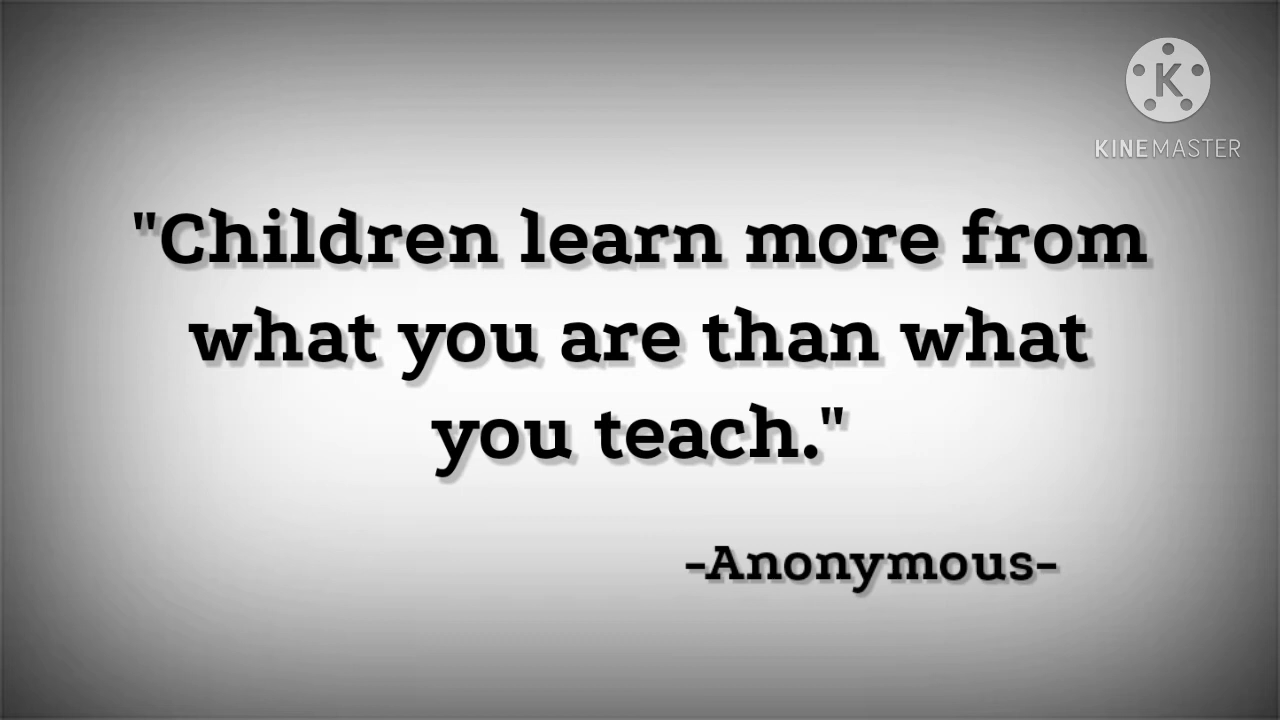 K
KINEMASTER
"Children learn more from
what you are than what
you teach."
-Anonymous-